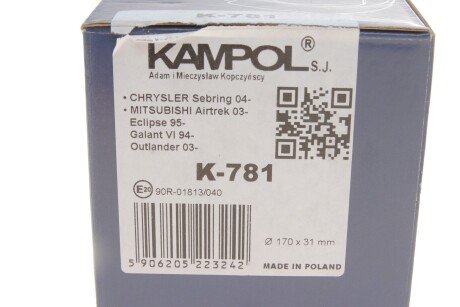 K-781
KAMPOL® S.J.
Adam i Mieczysław Kopczyńscy
• CHRYSLER Sebring 04-
• MITSUBISHI Airtrek 03-
Eclipse 95-
Galant VI 94-
Outlander 03-
K-781
E20 90R-01813/040
Ø 170 x 31 mm
5 906205 223242
MADE IN POLAND